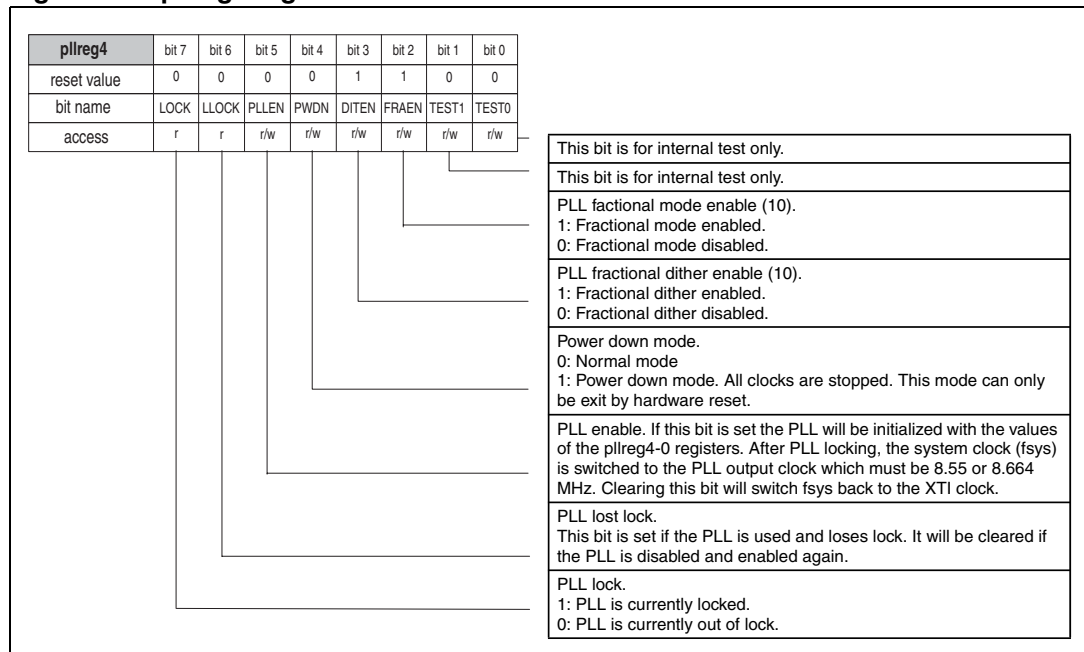 pllreg4 bit 7 bit 6 bit 5 bit 4 bit 3 bit 2 bit 1 bit 0
reset value 0 0 0 0 1 1 0 0
bit name LOCK LLOCK PLLEN PWDN DITEN FRAEN TEST1 TEST0
access r r r/w r/w r/w r/w r/w r/w
This bit is for internal test only.
This bit is for internal test only.
PLL factional mode enable (10).
1: Fractional mode enabled.
0: Fractional mode disabled.
PLL fractional dither enable (10).
1: Fractional dither enabled.
0: Fractional dither disabled.
Power down mode.
0: Normal mode
1: Power down mode. All clocks are stopped. This mode can only
be exit by hardware reset.
PLL enable. If this bit is set the PLL will be initialized with the values
of the pllreg4-0 registers. After PLL locking, the system clock (fsys)
is switched to the PLL output clock which must be 8.55 or 8.664
MHz. Clearing this bit will switch fsys back to the XTI clock.
PLL lost lock.
This bit is set if the PLL is used and loses lock. It will be cleared if
the PLL is disabled and enabled again.
PLL lock.
1: PLL is currently locked.
0: PLL is currently out of lock.